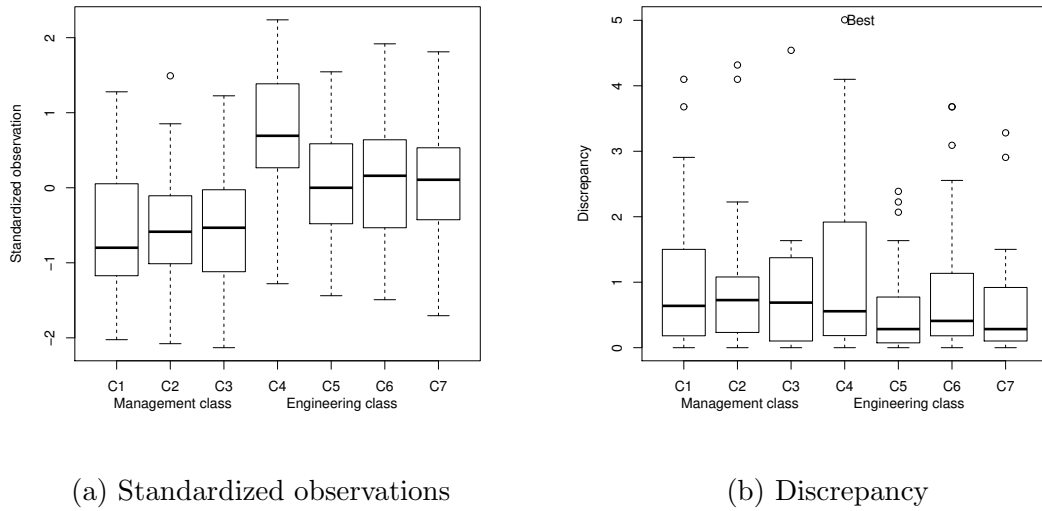 Standardized observation
2
1
0
−1
−2
C1 C2 C3 C4 C5 C6 C7
Management class Engineering class
(a) Standardized observations
Discrepancy
5
4
3
2
1
0
Best
C1 C2 C3 C4 C5 C6 C7
Management class Engineering class
(b) Discrepancy